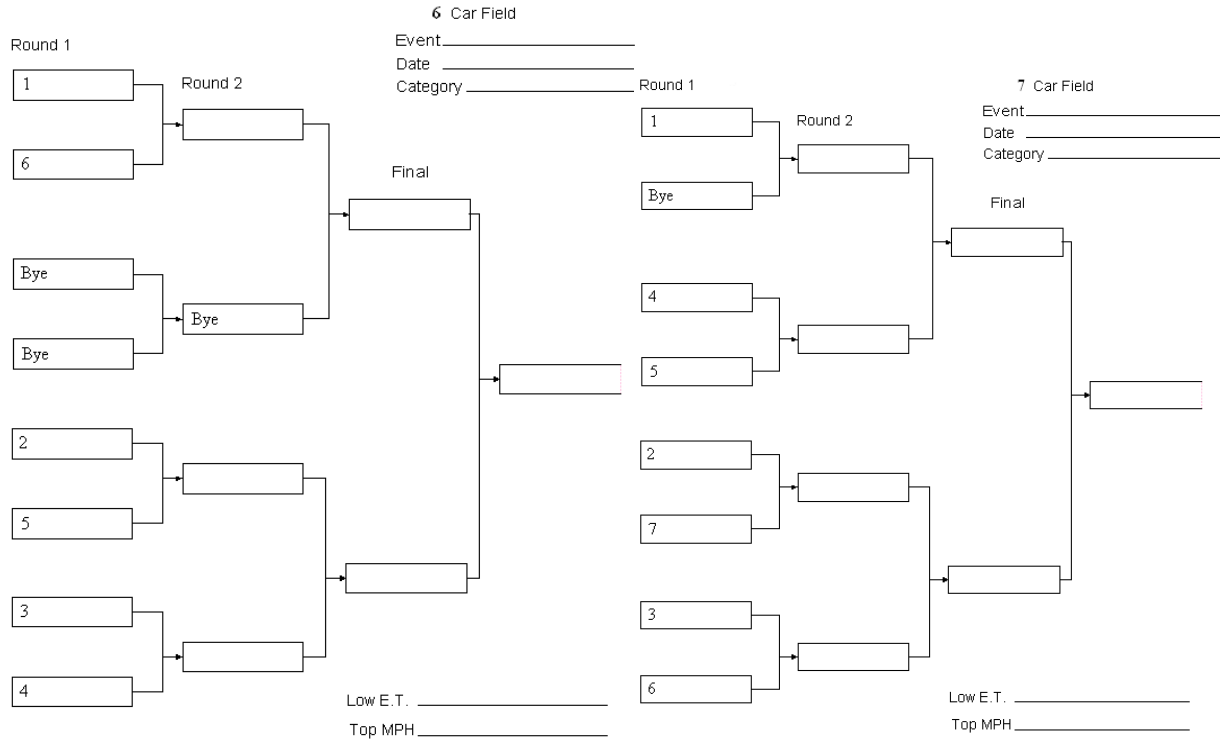 6 Car Field
Event
Date
Category
Round 1
Round 2
Final
1
6
Bye
Bye
Bye
2
5
3
4
Low E.T.
Top MPH
7 Car Field
Event
Date
Category
Round 1
Round 2
Final
1
Bye
4
5
2
7
3
6
Low E.T.
Top MPH